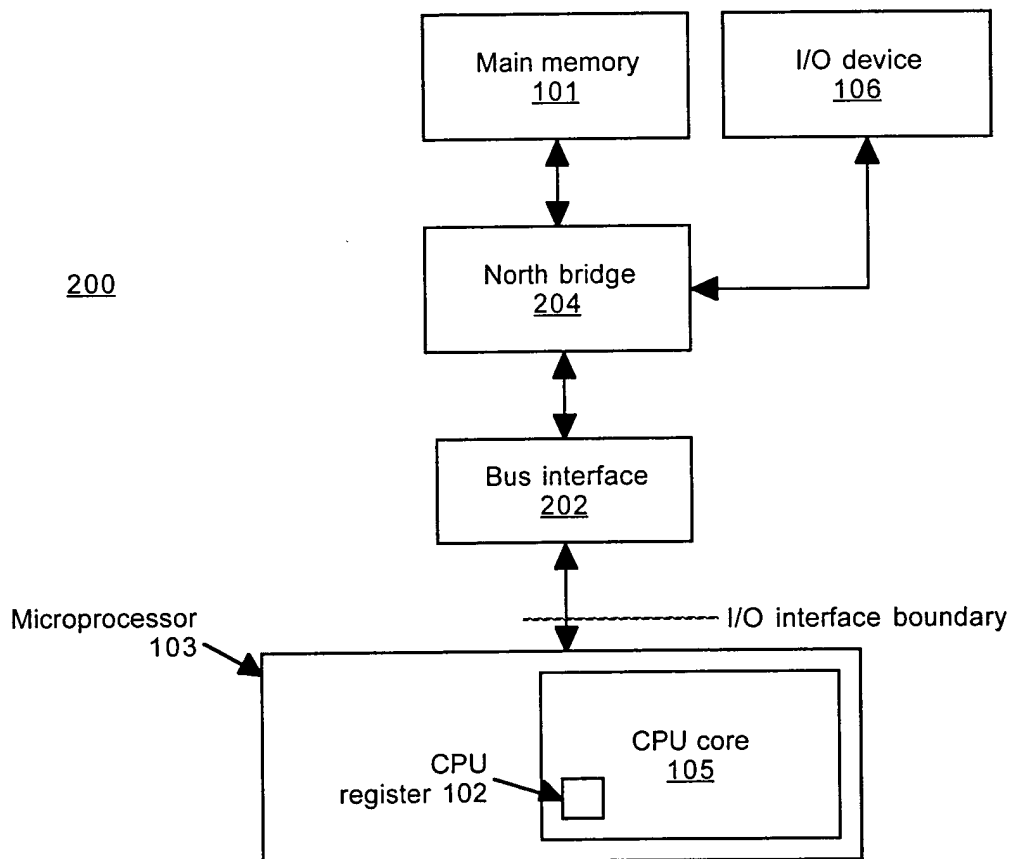 Main memory
101
I/O device
106
200
North bridge
204
Bus interface
202
I/O interface boundary
Microprocessor
103
CPU core
105
CPU
register 102